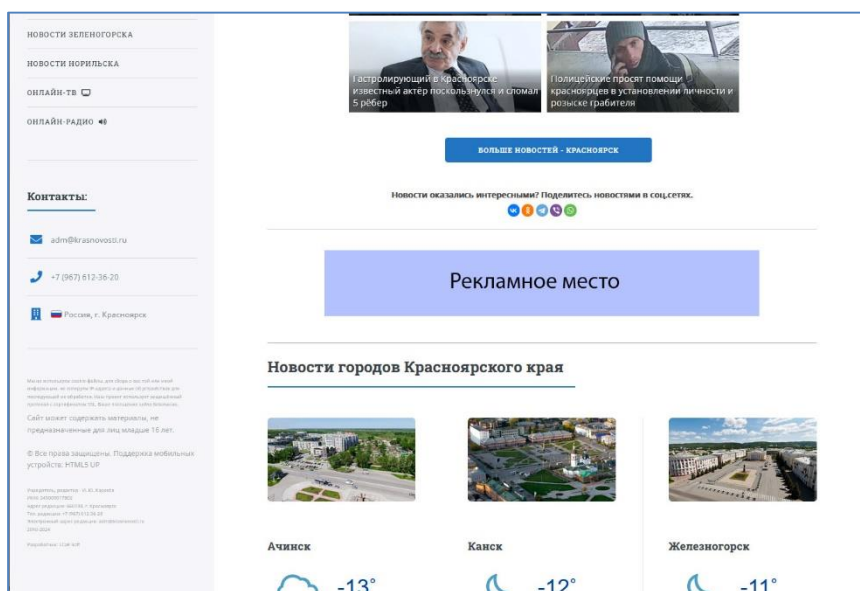 НОВОСТИ ЗЕЛЕНОГОРСКА
НОВОСТИ НОРИЛЬСКА
ОНЛАЙН-ТВ
ОНЛАЙН-РАДИО
Контакты:
adm@krasnovosti.ru
+7 (967) 612-36-20
Россия, г. Красноярск
Сайт может содержать материалы, не
предназначенные для лиц младше 16 лет.
© Все права защищены. Поддержка мобильных
устройств: HTML5 UP
Гастролирующий в Красноярске
известный актёр поскользнулся и сломал
5 рёбер
Полицейские просят помощи
красноярцев в установлении личности и
розыске грабителя
БОЛЬШЕ НОВОСТЕЙ - КРАСНОЯРСК
Новости оказались интересными? Поделитесь новостями в соц.сетях.
Рекламное место
Новости городов Красноярского края
Ачинск
Канск
Железногорск
-13°
-12°
-11°